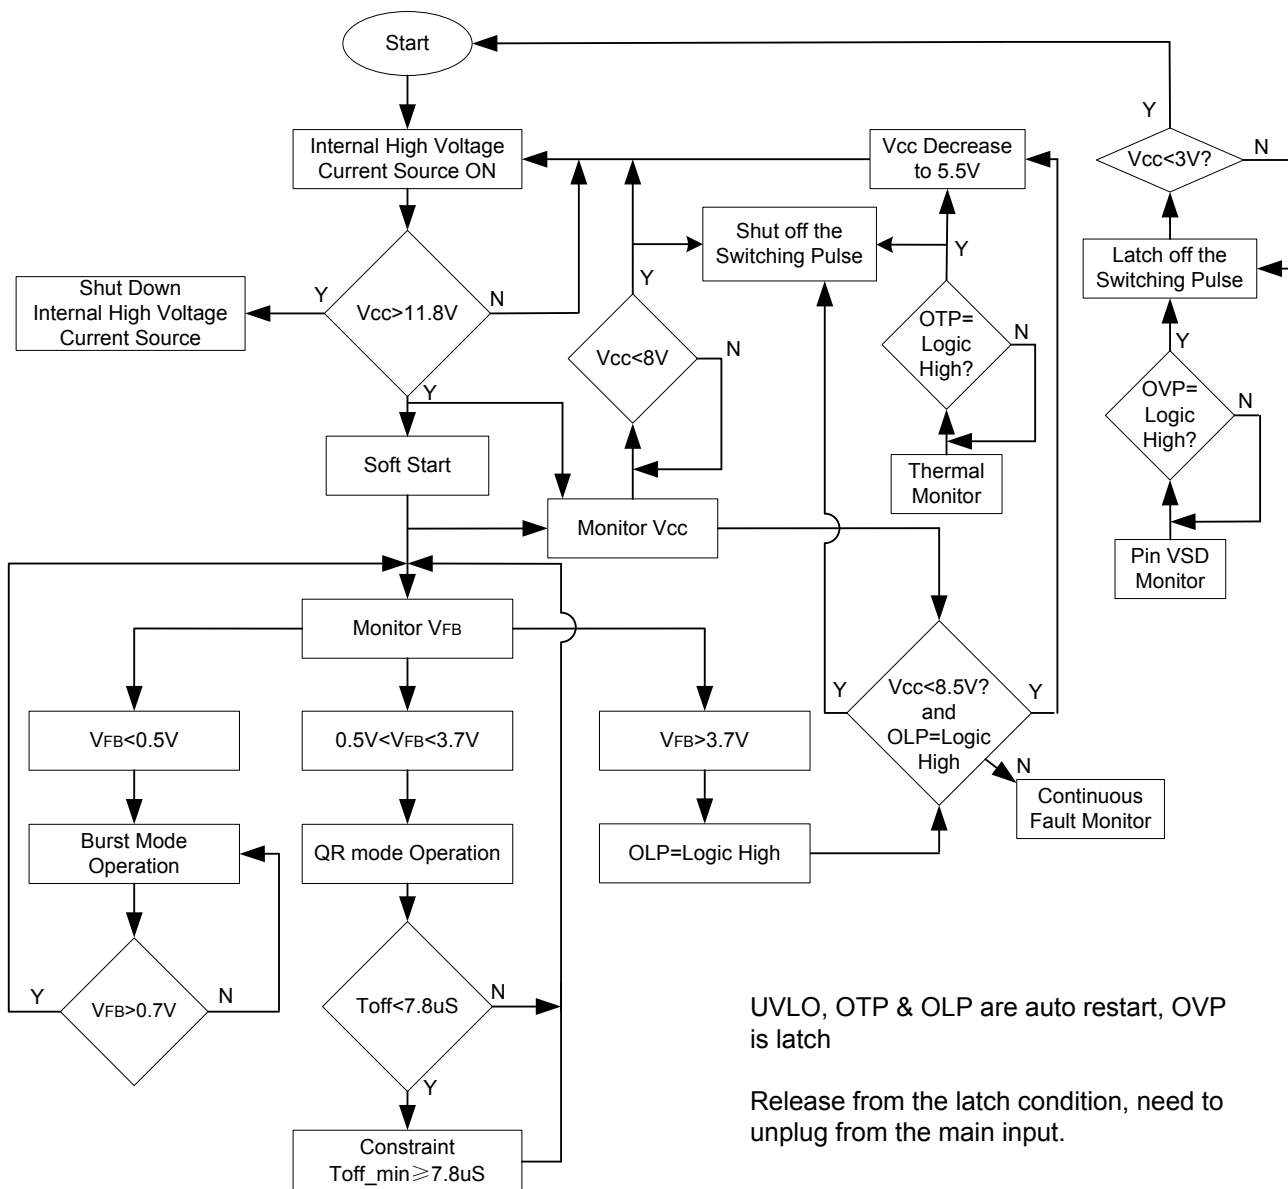 Start
Internal High Voltage
Current Source ON
Vcc Decrease
to 5.5V
Y
Vcc<3V?
N
Shut off the
Switching Pulse
Y
Latch off the
Switching Pulse
Shut Down
Internal High Voltage
Current Source
Y
Vcc>11.8V
N
Y
Y
Vcc<8V
N
OTP=
Logic
High?
N
Y
OVP=
Logic
High?
N
Soft Start
Thermal
Monitor
Monitor Vcc
Pin VSD
Monitor
Monitor VFB
VFB<0.5V
0.5V<VFB<3.7V
VFB>3.7V
Y
Vcc<8.5V?
and
OLP=Logic
High
Y
N
Continuous
Fault Monitor
Burst Mode
Operation
QR mode Operation
OLP=Logic High
Y
VFB>0.7V
N
Toff<7.8uS
N
Y
Constraint
Toff_min≥7.8uS
UVLO, OTP & OLP are auto restart, OVP
is latch
Release from the latch condition, need to
unplug from the main input.